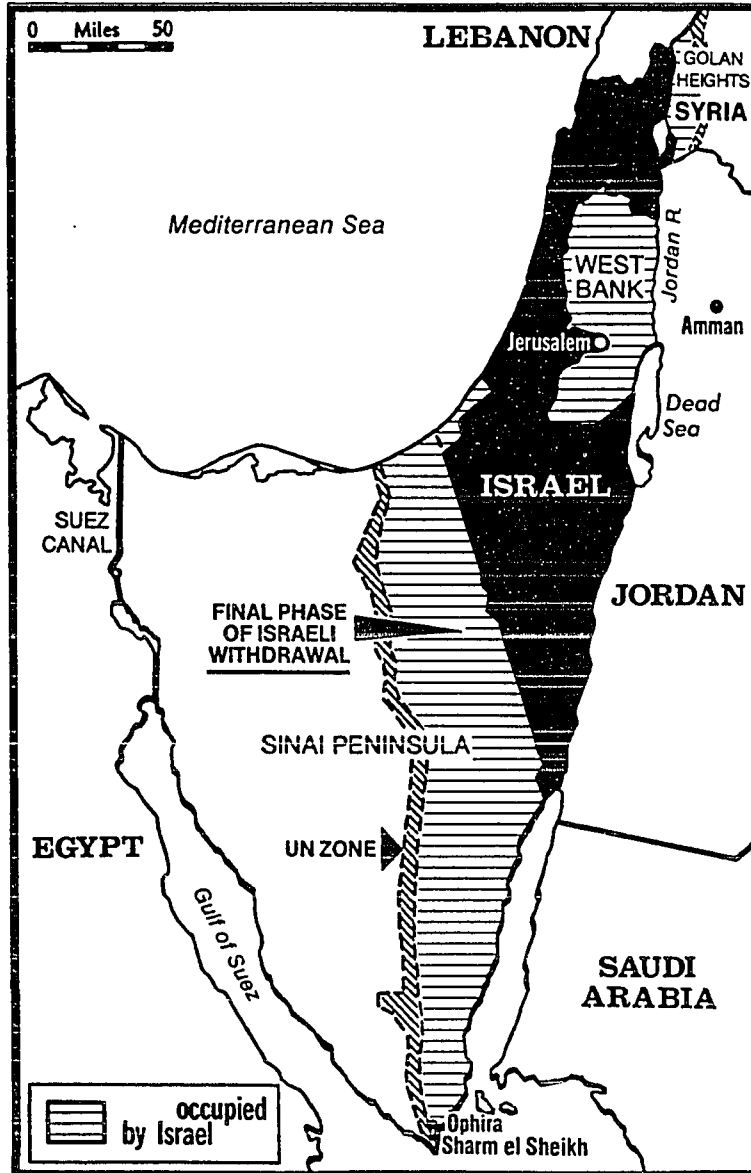 0 Miles 50
LEBANON
GOLAN
HEIGHTS
SYRIA
Mediterranean Sea
Jordan R.
WEST
BANK
Amman
Jerusalem
Dead
Sea
ISRAEL
SUEZ
CANAL
JORDAN
FINAL PHASE
OF ISRAELI
WITHDRAWAL
SINAI PENINSULA
EGYPT
UN ZONE
Gulf of Suez
SAUDI
ARABIA
occupied
by Israel
Ophira
Sharm el Sheikh